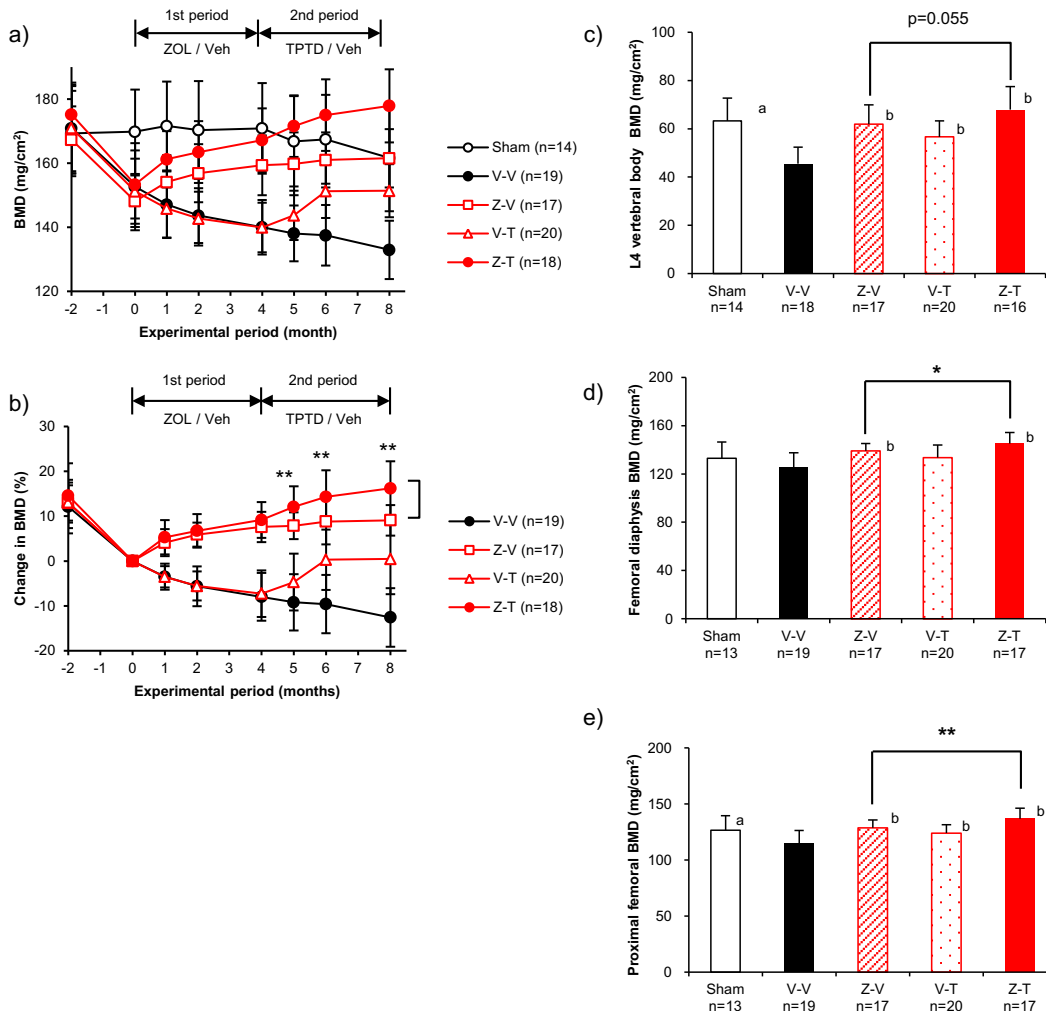 a)
1st period
2nd period
ZOL / Veh
TPTD / Veh
BMD (mg/cm²)
180
160
140
120
-2 -1 0 1 2 3 4 5 6 7 8
Experimental period (month)
Sham (n=14)
V-V (n=19)
Z-V (n=17)
V-T (n=20)
Z-T (n=18)
b)
1st period
2nd period
ZOL / Veh
TPTD / Veh
Change in BMD (%)
30
20
10
0
-10
-20
** ** **
-2 -1 0 1 2 3 4 5 6 7 8
Experimental period (months)
V-V (n=19)
Z-V (n=17)
V-T (n=20)
Z-T (n=18)
c)
p=0.055
L4 vertebral body BMD (mg/cm²)
100
80
60
40
20
0
a b b b
Sham V-V Z-V V-T Z-T
n=14 n=18 n=17 n=20 n=16
d)
*
Femoral diaphysis BMD (mg/cm²)
200
160
120
80
40
0
b b
Sham V-V Z-V V-T Z-T
n=13 n=19 n=17 n=20 n=17
e)
**
Proximal femoral BMD (mg/cm²)
200
150
100
50
0
a b b b
Sham V-V Z-V V-T Z-T
n=13 n=19 n=17 n=20 n=17